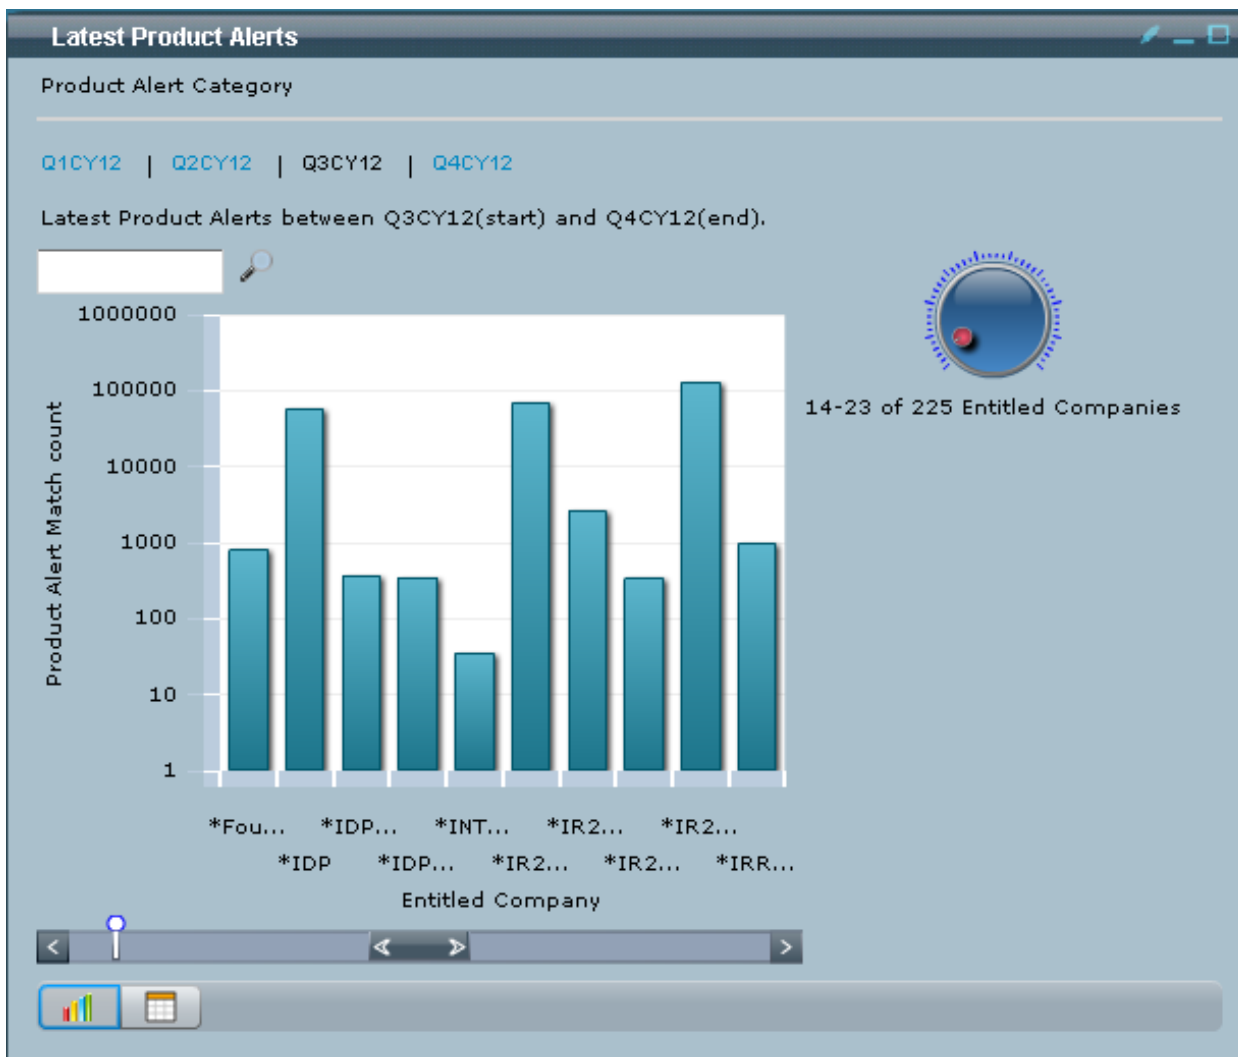 Latest Product Alerts
Product Alert Category
Q1CY12 | Q2CY12 | Q3CY12 | Q4CY12
Latest Product Alerts between Q3CY12(start) and Q4CY12(end).
1000000
100000
10000
1000
100
10
1
Product Alert Match count
14-23 of 225 Entitled Companies
*Fou... *IDP... *INT... *IR2... *IR2...
*IDP *IDP... *IR2... *IR2... *IRR...
Entitled Company